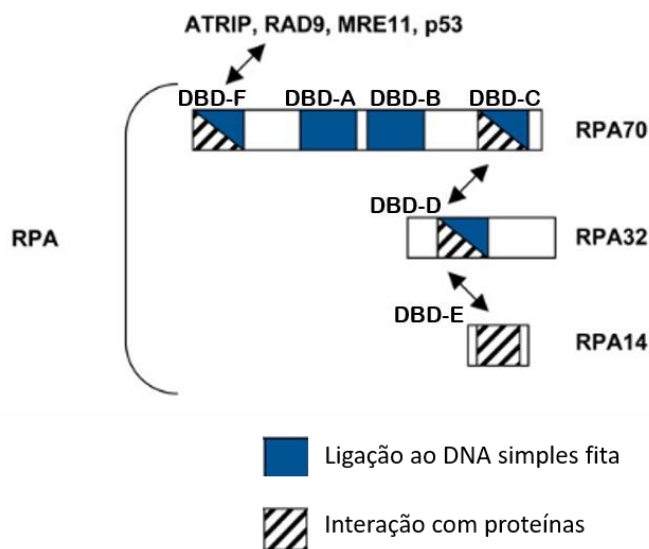 ATRIP, RAD9, MRE11, p53
DBD-F DBD-A DBD-B DBD-C
RPA70
DBD-D
RPA RPA32
DBD-E
RPA14
Ligação ao DNA simples fita
Interação com proteínas